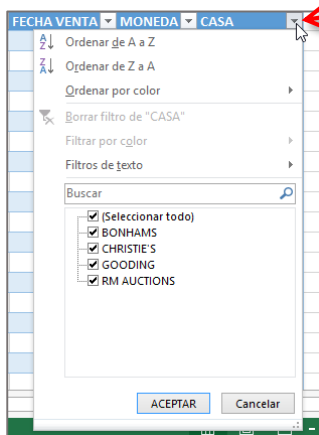 FECHA VENTA MONEDA CASA
Ordenar de A a Z
Ordenar de Z a A
Ordenar por color
Borrar filtro de "CASA"
Filtrar por color
Filtros de texto
Buscar
(Seleccionar todo)
BONHAMS
CHRISTIE'S
GOODING
RM AUCTIONS
ACEPTAR Cancelar